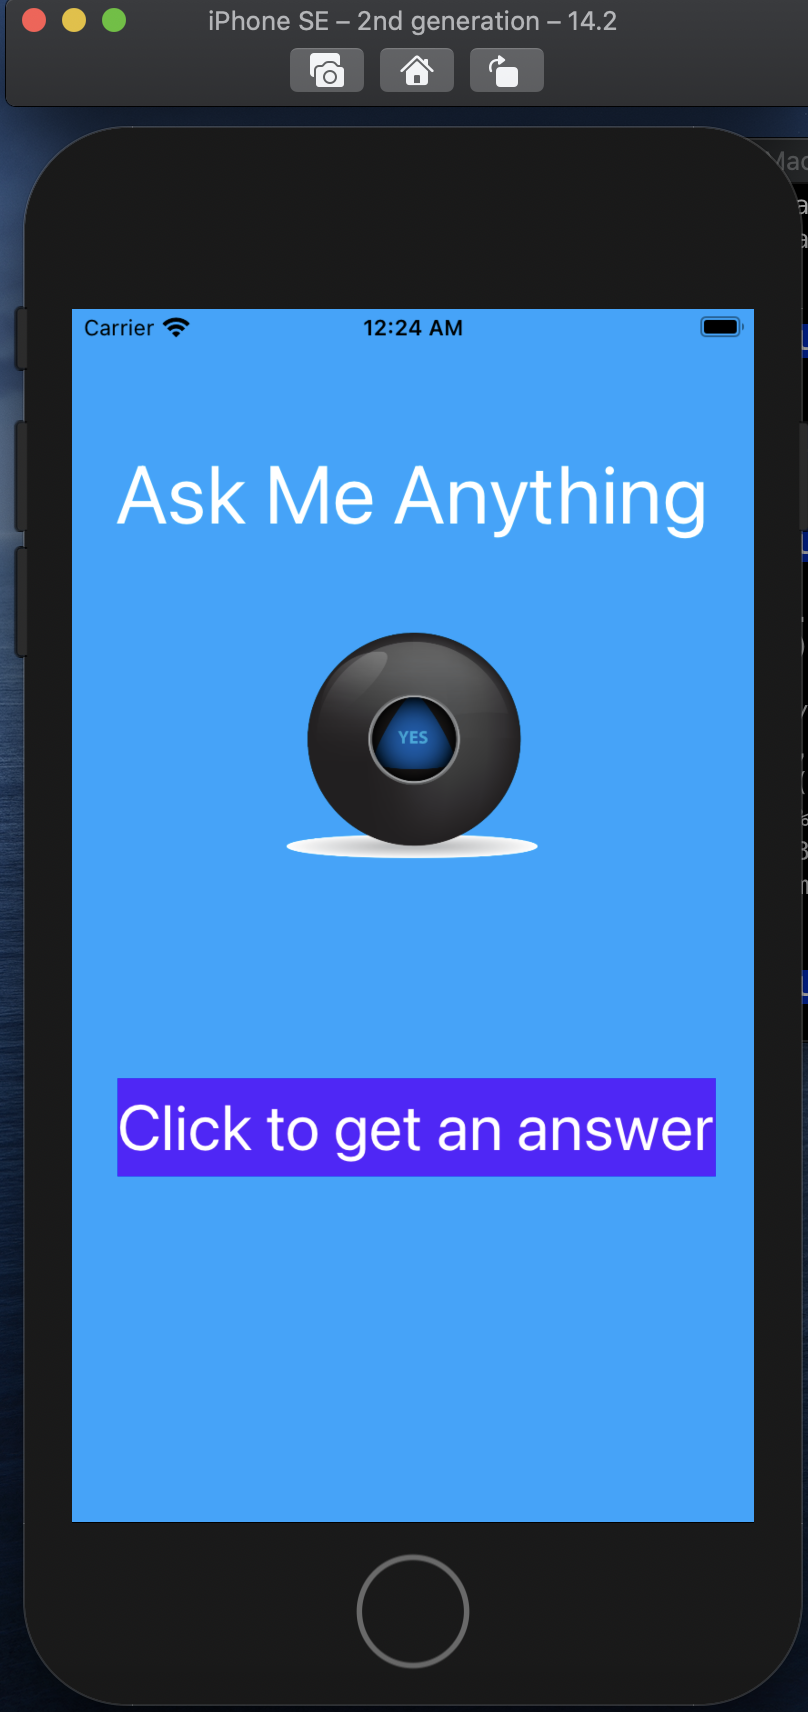 iPhone SE – 2nd generation – 14.2
Mac
Carrier
12:24 AM
Ask Me Anything
YES
Click to get an answer